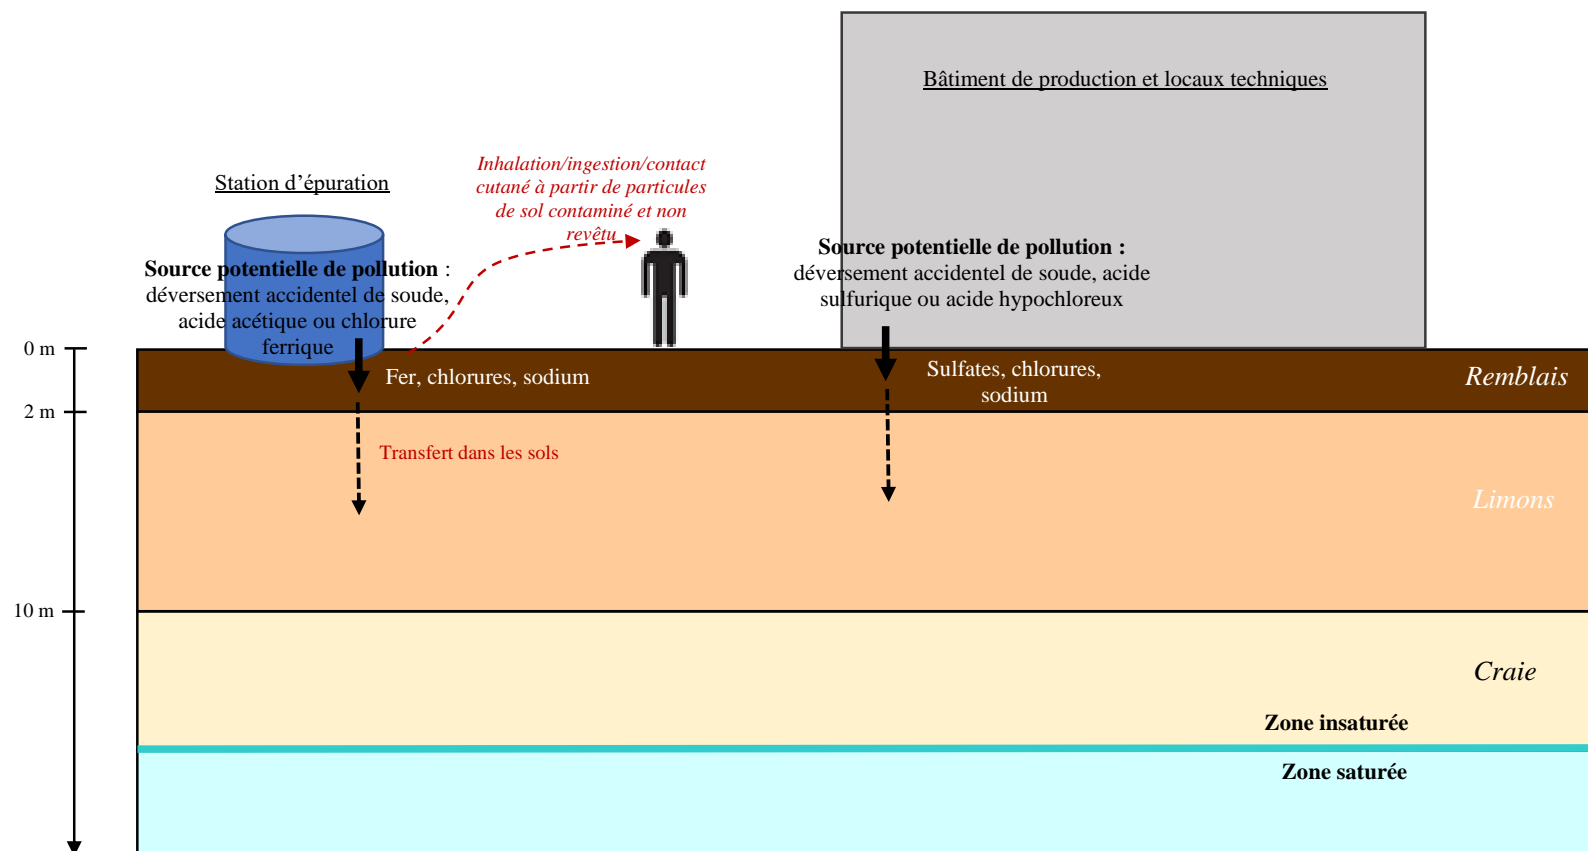 Bâtiment de production et locaux techniques
Inhalation/ingestion/contact
cutané à partir de particules
de sol contaminé et non
revêtu
Station d’épuration
Source potentielle de pollution :
déversement accidentel de soude,
acide acétique ou chlorure
ferrique
Source potentielle de pollution :
déversement accidentel de soude, acide
sulfurique ou acide hypochloreux
0 m
Fer, chlorures, sodium
Sulfates, chlorures,
sodium
Remblais
2 m
Transfert dans les sols
Limons
10 m
Craie
Zone insaturée
Zone saturée